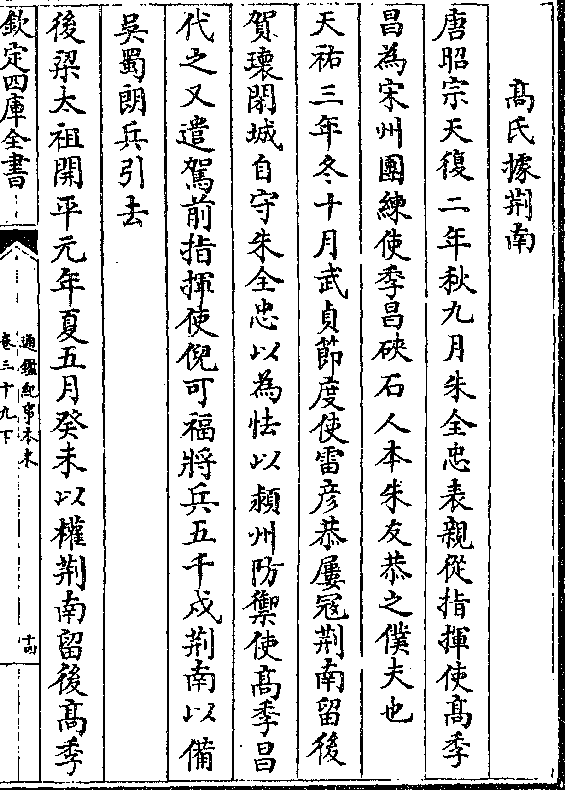 高氏據荆南
唐昭宗天復二年秋九月朱全忠表親從指揮使高季
昌為宋州團練使季昌硤石人本朱友恭之僕夫也
天祐三年冬十月武貞節度使雷彦恭屢冦荆南留後
賀瓌閉城自守朱全忠以為怯以潁州防禦使髙季昌
代之又遣駕前指揮使倪可福將兵五千戍荆南以備
吳蜀朗兵引去
後梁太祖開平元年夏五月癸未以權荆南留後髙季
欽定四庫全書
通鑑紀事本末
卷三十九下
十四